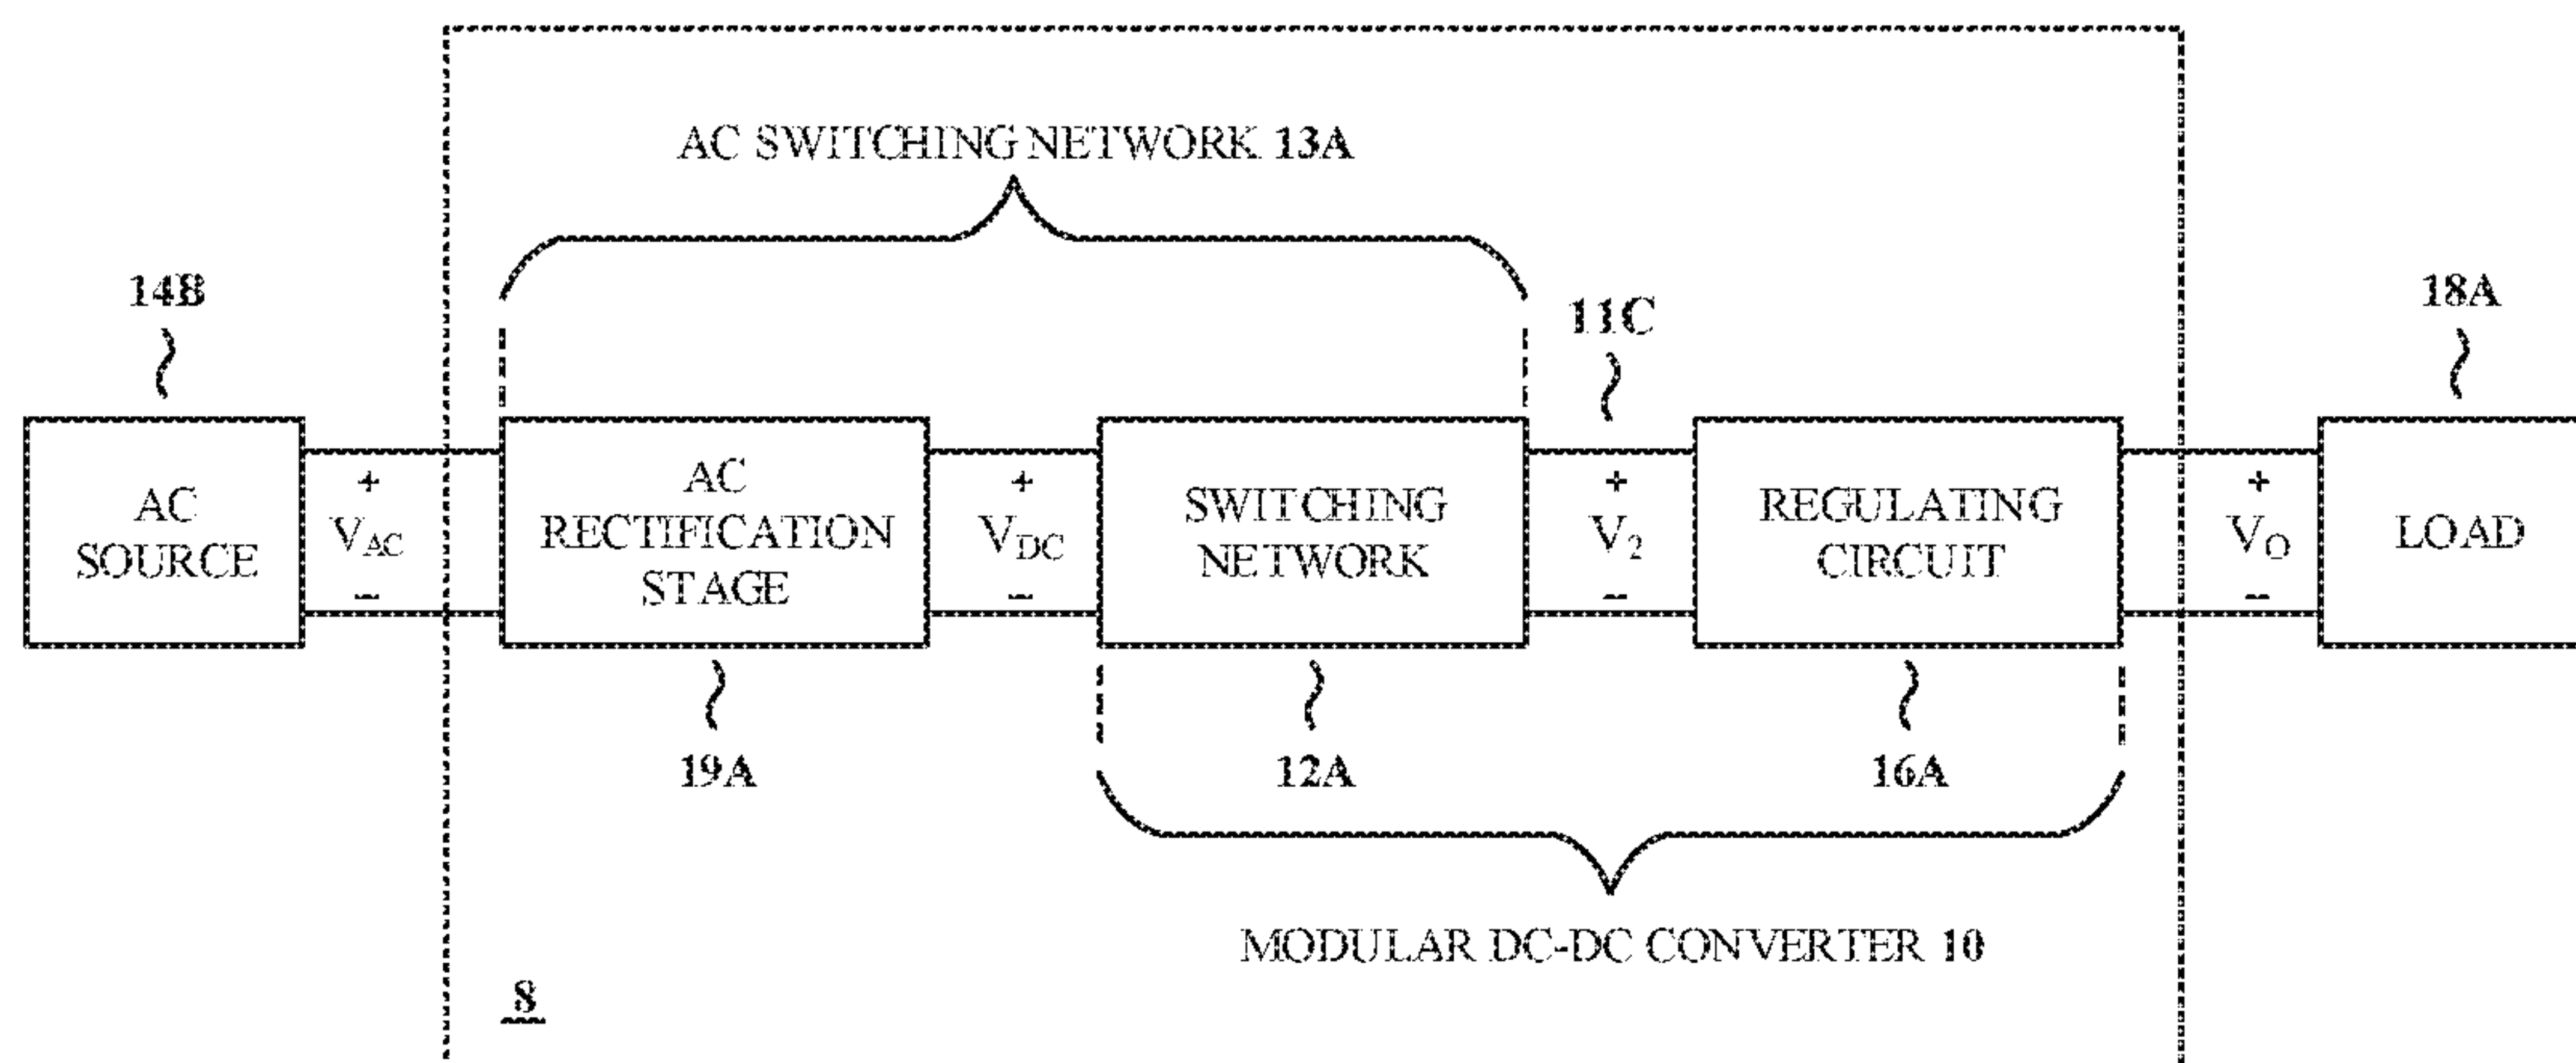 AC SWITCHING NETWORK 13A
14B
11C
18A
AC
SOURCE
+
VAC
–
AC
RECTIFICATION
STAGE
+
VDC
–
SWITCHING
NETWORK
+
V2
–
REGULATING
CIRCUIT
+
VO
–
LOAD
19A
12A
16A
MODULAR DC-DC CONVERTER 10
8